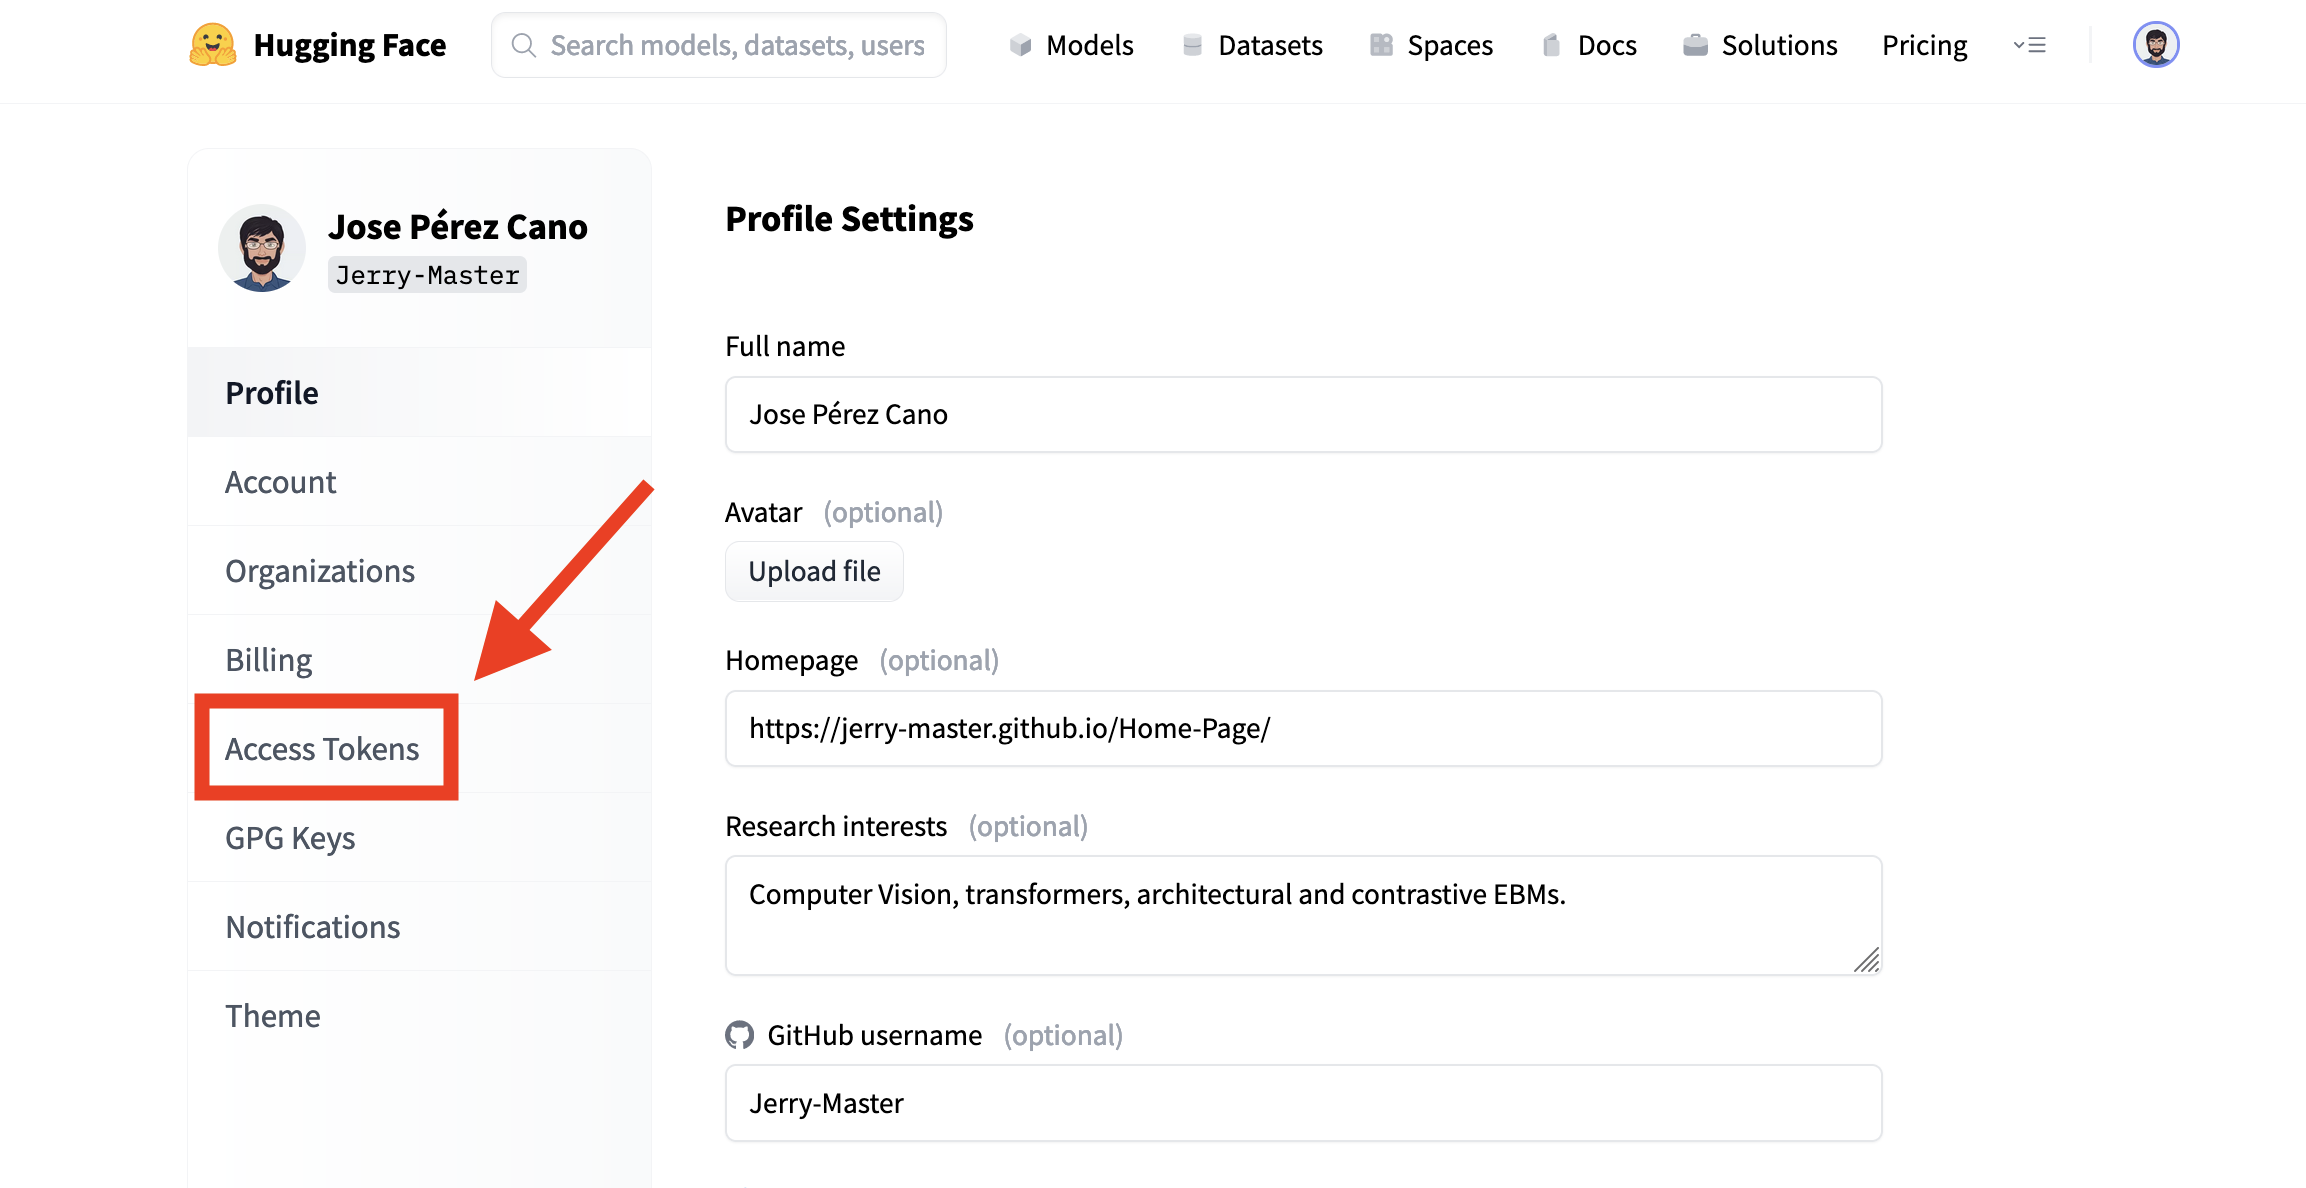 Hugging Face
Search models, datasets, users
Models
Datasets
Spaces
Docs
Solutions
Pricing
Jose Pérez Cano
Jerry-Master
Profile
Account
Organizations
Billing
Access Tokens
GPG Keys
Notifications
Theme
Profile Settings
Full name
Jose Pérez Cano
Avatar (optional)
Upload file
Homepage (optional)
https://jerry-master.github.io/Home-Page/
Research interests (optional)
Computer Vision, transformers, architectural and contrastive EBMs.
GitHub username (optional)
Jerry-Master